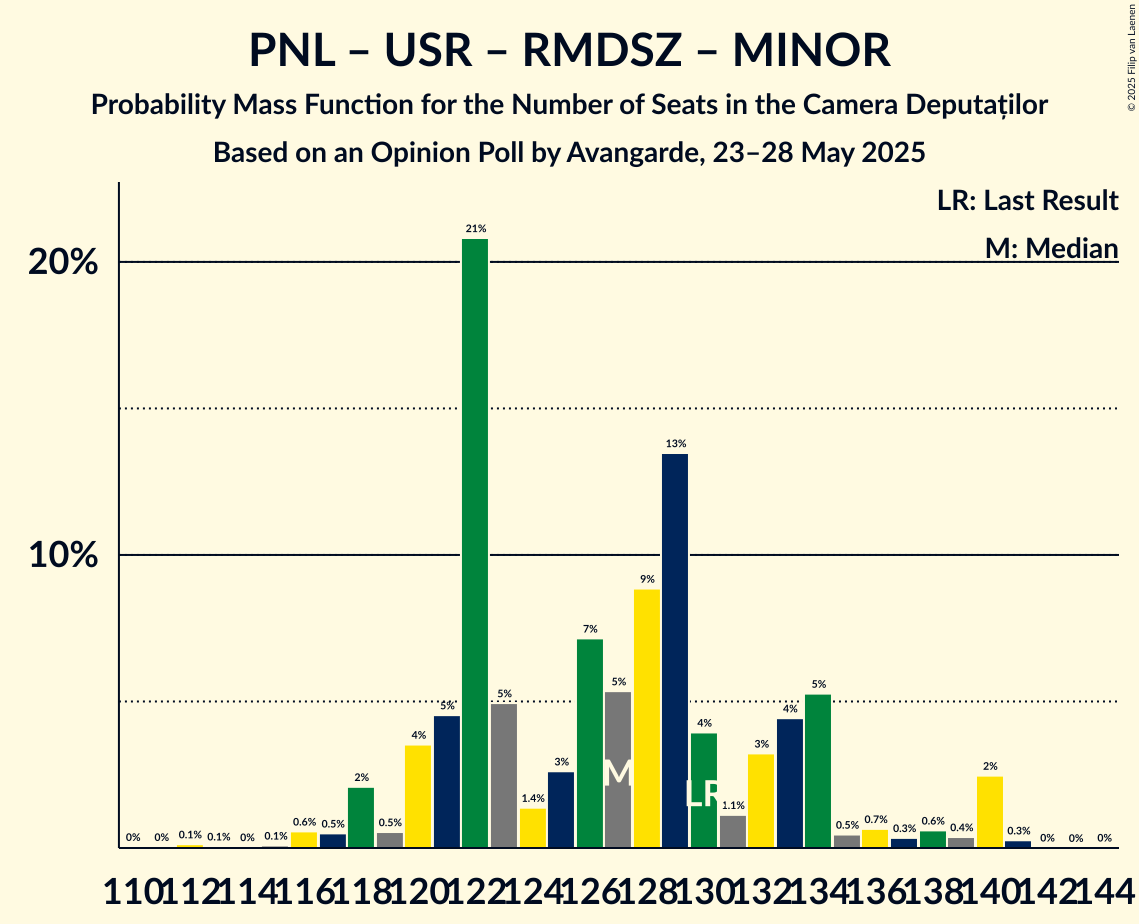 PNL – USR – RMDSZ – MINOR
Probability Mass Function for the Number of Seats in the Camera Deputaților
Based on an Opinion Poll by Avangarde, 23–28 May 2025
© 2025 Filip van Laenen
LR: Last Result
M: Median
20%
10%
0% 0% 0.1% 0.1% 0% 0.1% 0.6% 0.5% 2% 0.5% 4% 5% 21% 5% 1.4% 3% 7% 5% 9% 13% 4% 1.1% 3% 4% 5% 0.5% 0.7% 0.3% 0.6% 0.4% 2% 0.3% 0% 0% 0%
M LR
110 112 114 116 118 120 122 124 126 128 130 132 134 136 138 140 142 144